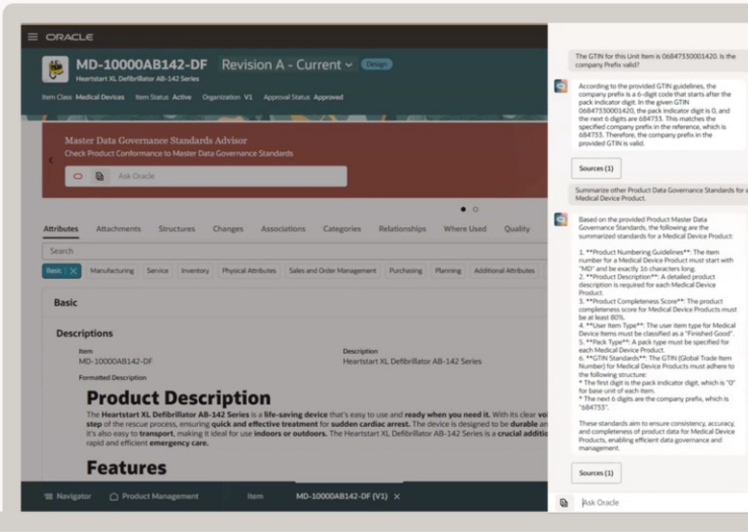 ORACLE
MD-10000AB142-DF Revision A - Current Design
Heartstart XL Defibrillator AB-142 Series
Item Class Medical Devices Item Status Active Organization V1 Approval Status Approved
Master Data Governance Standards Advisor
Check Product Conformance to Master Data Governance Standards
Ask Oracle
Attributes Attachments Structures Changes Associations Categories Relationships Where Used Quality
Search
Basic Manufacturing Service Inventory Physical Attributes Sales and Order Management Purchasing Planning Additional Attributes
Basic
Descriptions
Item
MD-10000AB142-DF
Description
Heartstart XL Defibrillator AB-142 Series
Formatted Description
Product Description
The Heartstart XL Defibrillator AB-142 Series is a life-saving device that's easy to use and ready when you need it. With its clear vo
step of the rescue process, ensuring quick and effective treatment for sudden cardiac arrest. The device is designed to be durable an
it's also easy to transport, making it ideal for use indoors or outdoors. The Heartstart XL Defibrillator AB-142 Series is a crucial additio
rapid and efficient emergency care.
Features
Navigator Product Management Item MD-10000AB142-DF (V1)
The GTIN for this Unit Item is 06847330001420. Is the
company Prefix valid?
According to the provided GTIN guidelines, the
company prefix is a 6-digit code that starts after the
pack indicator digit. In the given GTIN
06847330001420, the pack indicator digit is 0, and
the next 6 digits are 684733. This matches the
specified company prefix in the reference, which is
684733. Therefore, the company prefix in the
provided GTIN is valid.
Sources (1)
Summarize other Product Data Governance Standards for a
Medical Device Product.
Based on the provided Product Master Data
Governance Standards, the following are the
summarized standards for a Medical Device Product:
1. **Product Numbering Guidelines**: The item
number for a Medical Device Product must start with
"MD" and be exactly 16 characters long.
2. **Product Description**: A detailed product
description is required for each Medical Device
Product.
3. **Product Completeness Score**: The product
completeness score for Medical Device Products must
be at least 80%.
4. **User Item Type**: The user item type for Medical
Device Items must be classified as a "Finished Good".
5. **Pack Type**: A pack type must be specified for
each Medical Device Product.
6. **GTIN Standards**: The GTIN (Global Trade Item
Number) for Medical Device Products must adhere to
the following structure:
* The first digit is the pack indicator digit, which is "0"
for base unit of each item.
* The next 6 digits are the company prefix, which is
"684733".
These standards aim to ensure consistency, accuracy,
and completeness of product data for Medical Device
Products, enabling efficient data governance and
management.
Sources (1)
Ask Oracle